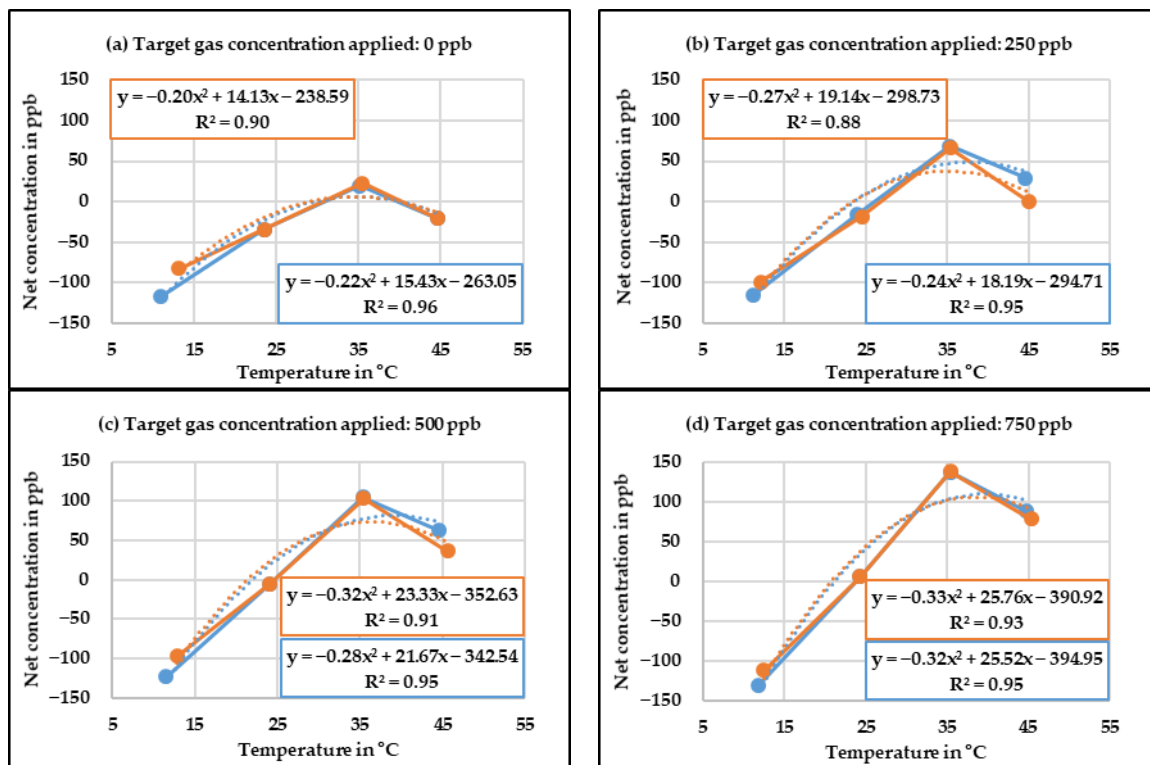 (a) Target gas concentration applied: 0 ppb
y = −0.20x² + 14.13x − 238.59
R² = 0.90
y = −0.22x² + 15.43x − 263.05
R² = 0.96
Net concentration in ppb
150
100
50
0
−50
−100
−150
5 15 25 35 45 55
Temperature in °C
(b) Target gas concentration applied: 250 ppb
y = −0.27x² + 19.14x − 298.73
R² = 0.88
y = −0.24x² + 18.19x − 294.71
R² = 0.95
Net concentration in ppb
150
100
50
0
−50
−100
−150
5 15 25 35 45 55
Temperature in °C
(c) Target gas concentration applied: 500 ppb
y = −0.32x² + 23.33x − 352.63
R² = 0.91
y = −0.28x² + 21.67x − 342.54
R² = 0.95
Net concentration in ppb
150
100
50
0
−50
−100
−150
5 15 25 35 45 55
Temperature in °C
(d) Target gas concentration applied: 750 ppb
y = −0.33x² + 25.76x − 390.92
R² = 0.93
y = −0.32x² + 25.52x − 394.95
R² = 0.95
Net concentration in ppb
150
100
50
0
−50
−100
−150
5 15 25 35 45 55
Temperature in °C